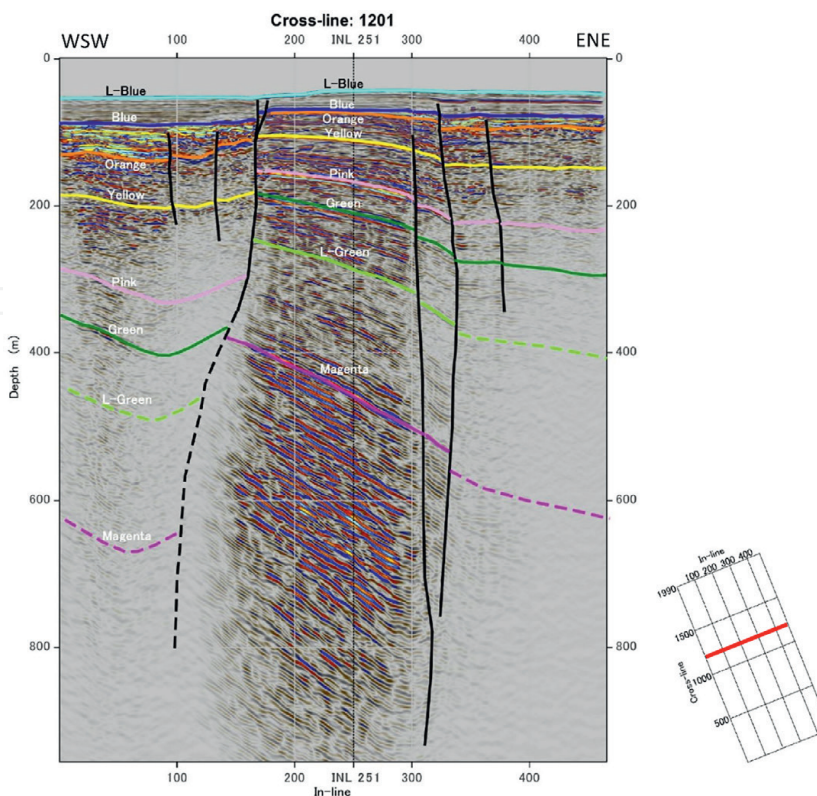 Cross-line: 1201
WSW 100 200 INL 251 300 400 ENE
0 0
L-Blue L-Blue
Blue Blue
Orange
Yellow
Orange
Pink
Yellow
200 Green 200
L-Green
Pink
Green
400 400
Magenta
L-Green
Depth (m)
600 600
Magenta
800 800
100 200 INL 251 300 400
In-line
In-line
1990 100 200 300 400
1500
1000
500
Cross-line